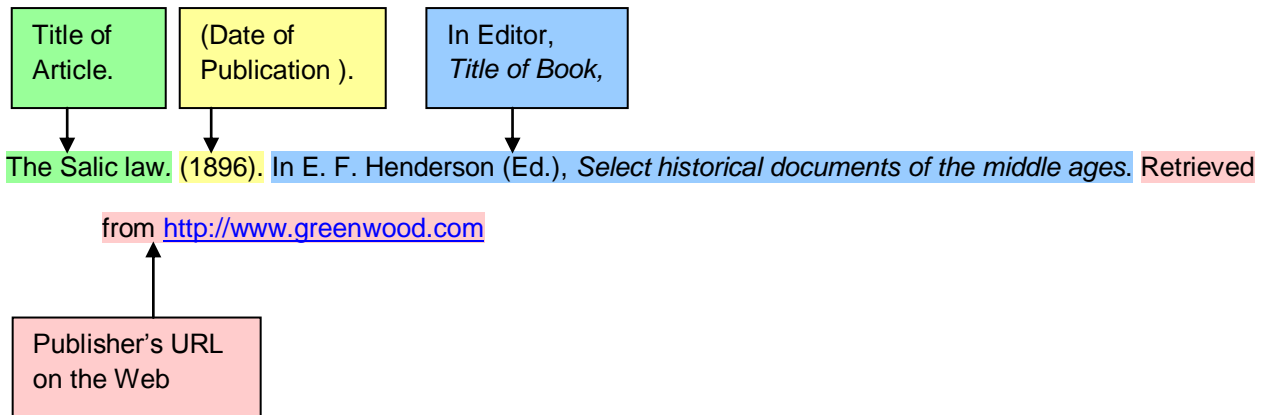 Title of
Article.
(Date of
Publication ).
In Editor,
Title of Book,
The Salic law. (1896). In E. F. Henderson (Ed.), Select historical documents of the middle ages. Retrieved
from http://www.greenwood.com
Publisher’s URL
on the Web